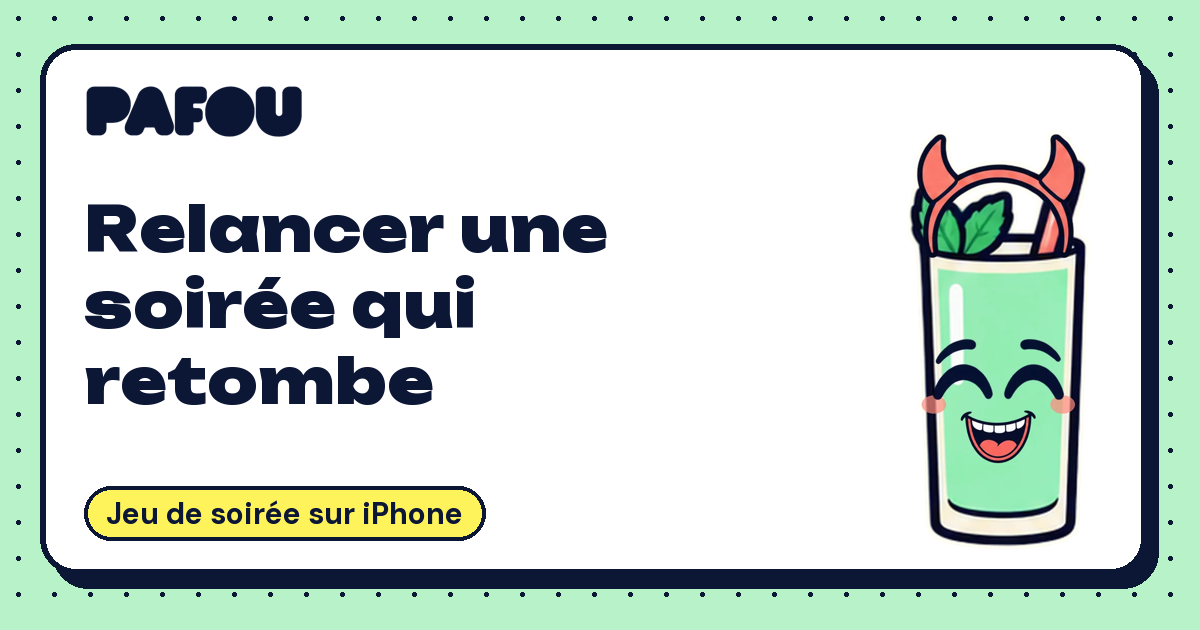 PAFOU
Relancer une
soirée qui
retombe
Jeu de soirée sur iPhone